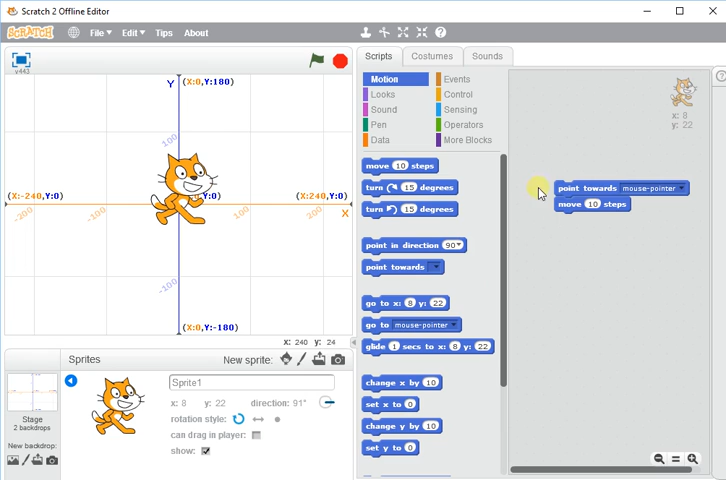 Scratch 2 Offline Editor
SCRATCH File Edit Tips About
v443
Scripts Costumes Sounds
Y (X:0,Y:180)
100
(X:-240,Y:0) (X:0,Y:0) (X:240,Y:0)
-200 -100 100 200 X
-100
(X:0,Y:-180)
x: 240 y: 24
Motion Events
Looks Control
Sound Sensing
Pen Operators
Data More Blocks
move 10 steps
turn 15 degrees
turn 15 degrees
point in direction 90
point towards
go to x: 8 y: 22
go to mouse-pointer
glide 1 secs to x: 8 y: 22
change x by 10
set x to 0
change y by 10
set y to 0
x: 8
y: 22
point towards mouse-pointer
move 10 steps
Sprites New sprite:
Sprite1
x: 8 y: 22 direction: 91°
rotation style:
can drag in player:
show:
Stage
2 backdrops
New backdrop: